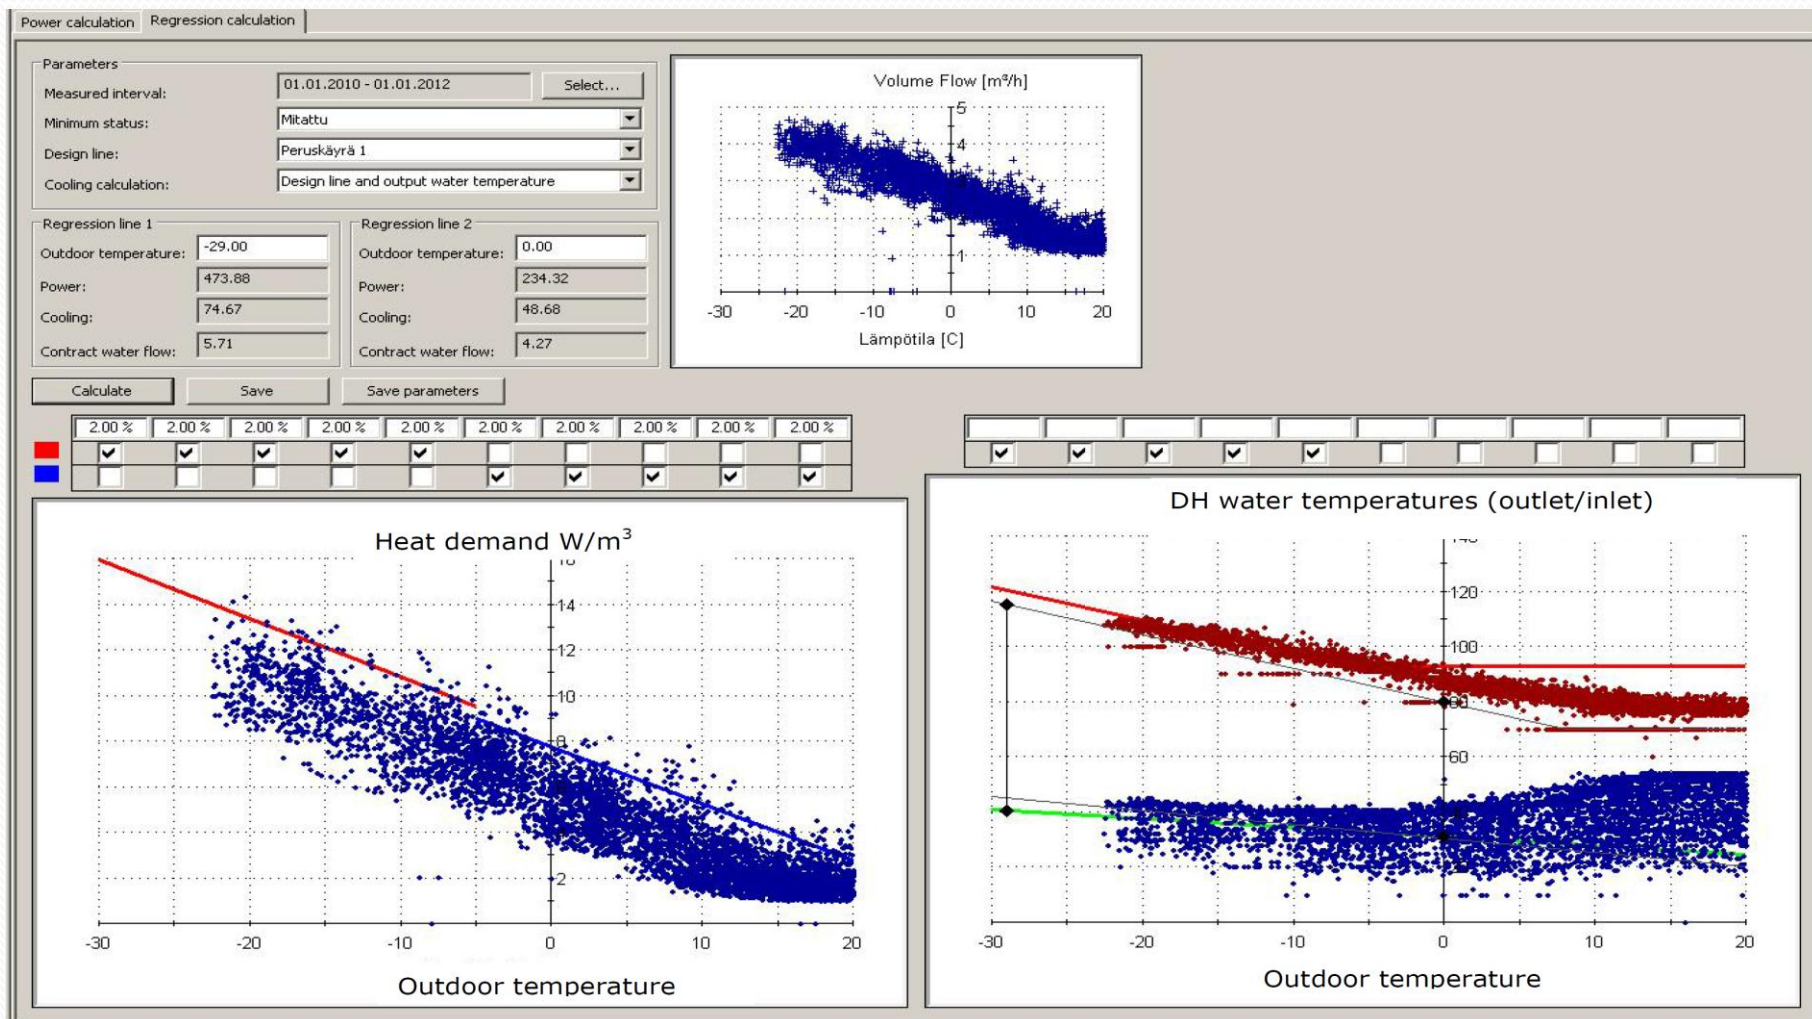 Power calculation
Regression calculation
Parameters
Measured interval:
01.01.2010 - 01.01.2012
Select...
Minimum status:
Mitattu
Design line:
Peruskäyrä 1
Cooling calculation:
Design line and output water temperature
Regression line 1
Outdoor temperature:
-29.00
Power:
473.88
Cooling:
74.67
Contract water flow:
5.71
Regression line 2
Outdoor temperature:
0.00
Power:
234.32
Cooling:
48.68
Contract water flow:
4.27
Volume Flow [m³/h]
5
4
1
-30 -20 -10 0 10 20
Lämpötila [C]
Calculate
Save
Save parameters
2.00 % 2.00 % 2.00 % 2.00 % 2.00 % 2.00 % 2.00 % 2.00 % 2.00 % 2.00 %
Heat demand W/m³
16
14
12
10
8
2
-30 -20 -10 0 10 20
Outdoor temperature
DH water temperatures (outlet/inlet)
140
120
100
80
60
-30 -20 -10 0 10 20
Outdoor temperature